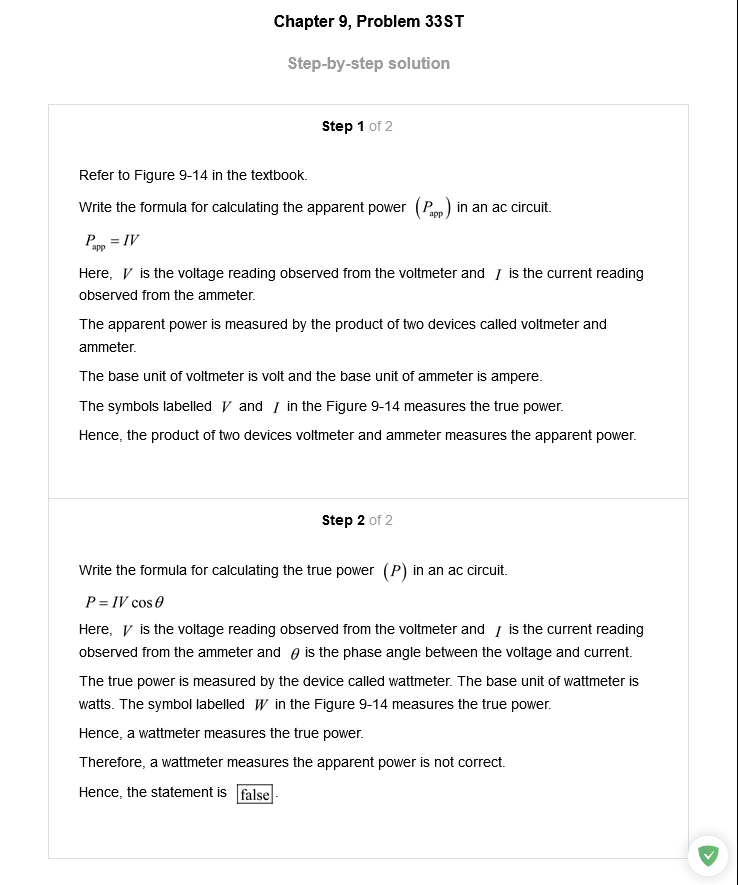 Chapter 9, Problem 33ST
Step-by-step solution
Step 1 of 2
Refer to Figure 9-14 in the textbook.
Write the formula for calculating the apparent power (P_app) in an ac circuit.
P_app = IV
Here, V is the voltage reading observed from the voltmeter and I is the current reading
observed from the ammeter.
The apparent power is measured by the product of two devices called voltmeter and
ammeter.
The base unit of voltmeter is volt and the base unit of ammeter is ampere.
The symbols labelled V and I in the Figure 9-14 measures the true power.
Hence, the product of two devices voltmeter and ammeter measures the apparent power.
Step 2 of 2
Write the formula for calculating the true power (P) in an ac circuit.
P = IV cos θ
Here, V is the voltage reading observed from the voltmeter and I is the current reading
observed from the ammeter and θ is the phase angle between the voltage and current.
The true power is measured by the device called wattmeter. The base unit of wattmeter is
watts. The symbol labelled W in the Figure 9-14 measures the true power.
Hence, a wattmeter measures the true power.
Therefore, a wattmeter measures the apparent power is not correct.
Hence, the statement is false.